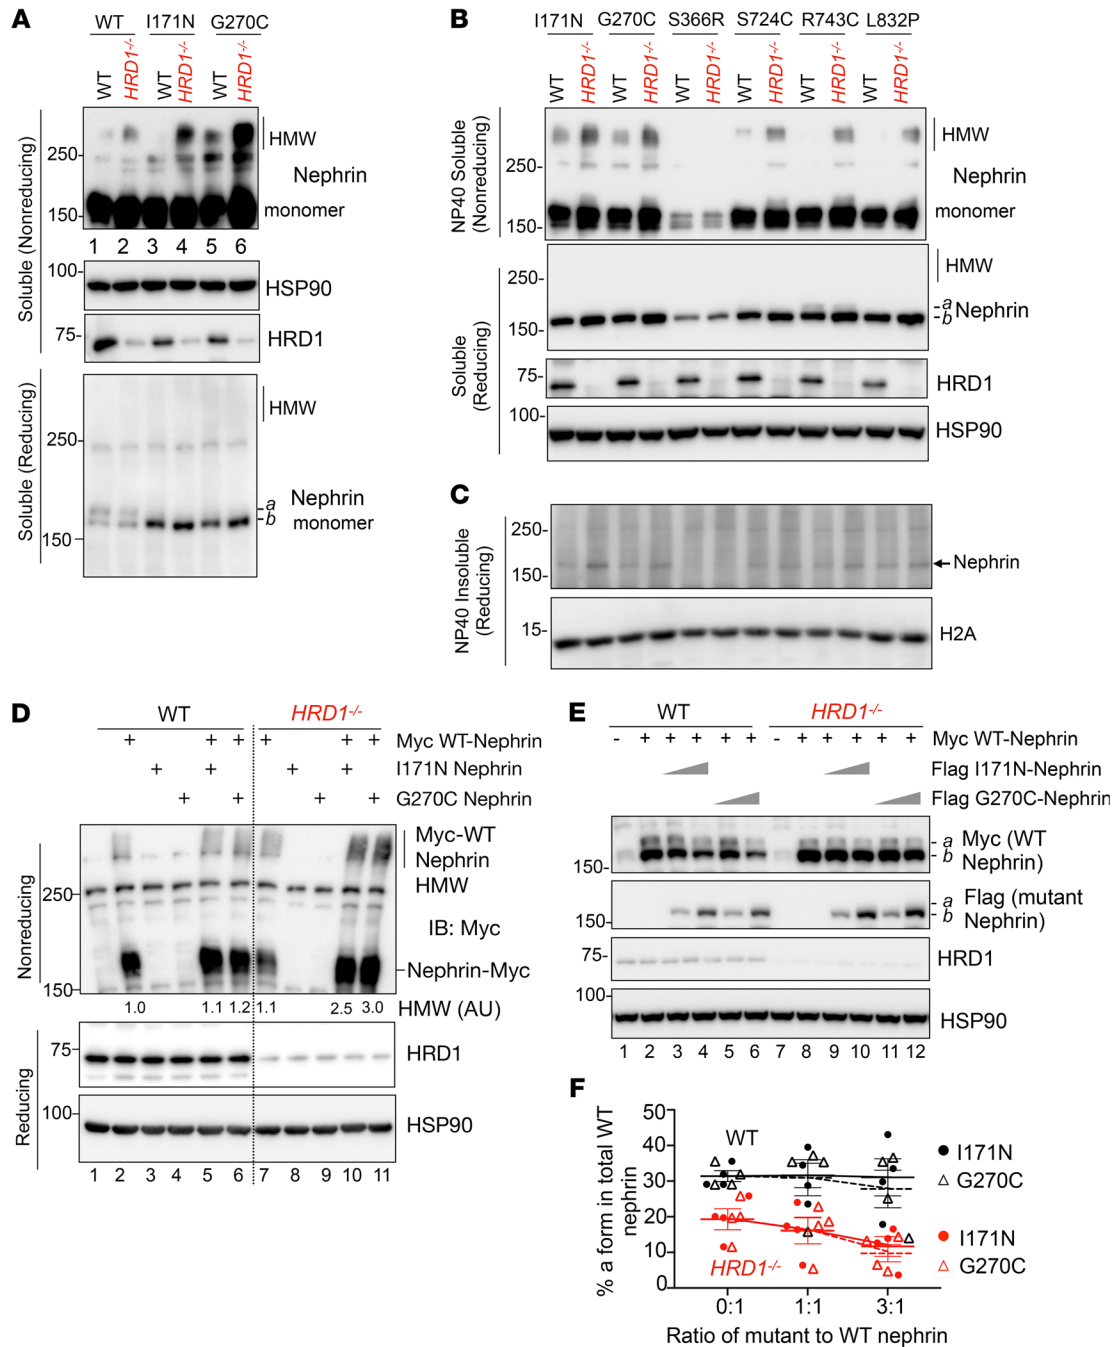 A
WT I171N G270C
WT HRD1-/- WT HRD1-/- WT HRD1-/-
Soluble (Nonreducing)
HMW
250-
Nephrin
monomer
150-
1 2 3 4 5 6
100-
HSP90
75-
HRD1
Soluble (Reducing)
HMW
250-
a
b
Nephrin
monomer
150-
B
I171N G270C S366R S724C R743C L832P
WT HRD1-/- WT HRD1-/- WT HRD1-/- WT HRD1-/- WT HRD1-/- WT HRD1-/-
NP40 Soluble
(Nonreducing)
HMW
250-
Nephrin
monomer
150-
Soluble
(Reducing)
HMW
250-
a
b
Nephrin
150-
75-
HRD1
100-
HSP90
C
NP40 Insoluble
(Reducing)
250-
Nephrin
150-
15-
H2A
D
WT HRD1-/-
+ + + + + + Myc WT-Nephrin
+ + + + I171N Nephrin
+ + + + G270C Nephrin
Nonreducing
Myc-WT
Nephrin
HMW
250-
IB: Myc
Nephrin-Myc
150-
1.0 1.1 1.2 1.1 2.5 3.0 HMW (AU)
Reducing
75-
HRD1
100-
HSP90
1 2 3 4 5 6 7 8 9 10 11
E
WT HRD1-/-
- + + + + + - + + + + + Myc WT-Nephrin
Flag I171N-Nephrin
Flag G270C-Nephrin
a
b
Myc (WT
Nephrin)
150-
a
b
Flag (mutant
Nephrin)
150-
75-
HRD1
100-
HSP90
1 2 3 4 5 6 7 8 9 10 11 12
F
% a form in total WT
nephrin
50
40
30
20
10
0
WT
HRD1-/-
I171N
G270C
I171N
G270C
0:1 1:1 3:1
Ratio of mutant to WT nephrin